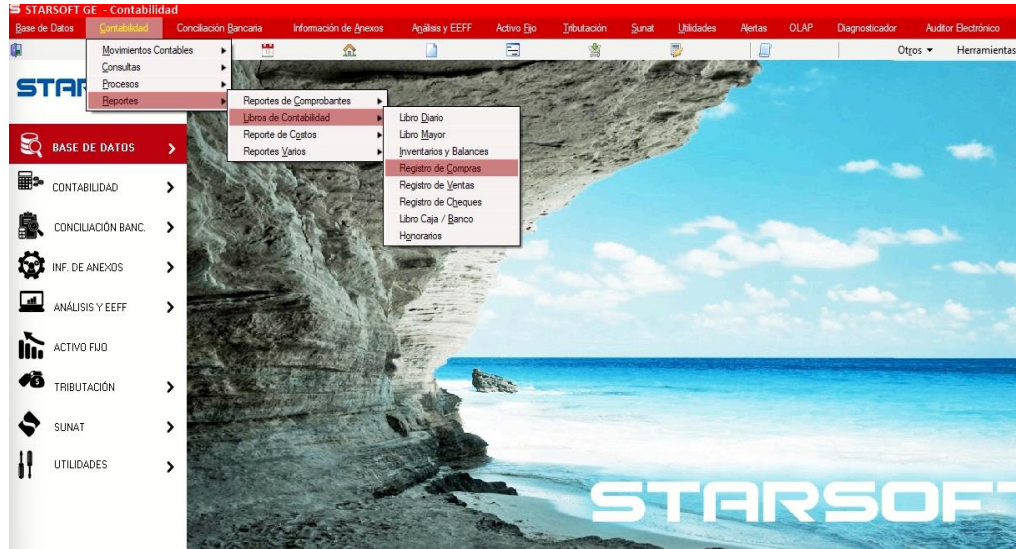 STARSOFT GE - Contabilidad
Base de Datos Contabilidad Conciliación Bancaria Información de Anexos Análisis y EEFF Activo Fijo Tributación Sunat Utilidades Alertas OLAP Diagnosticador Auditor Electrónico
Otros Herramientas
Movimientos Contables
Consultas
Procesos
Reportes
Reportes de Comprobantes
Libros de Contabilidad
Reporte de Costos
Reportes Varios
Libro Diario
Libro Mayor
Inventarios y Balances
Registro de Compras
Registro de Ventas
Registro de Cheques
Libro Caja / Banco
Honorarios
STAR
BASE DE DATOS
CONTABILIDAD
CONCILIACIÓN BANC.
INF. DE ANEXOS
ANÁLISIS Y EEFF
ACTIVO FIJO
TRIBUTACIÓN
SUNAT
UTILIDADES
STARSOFT